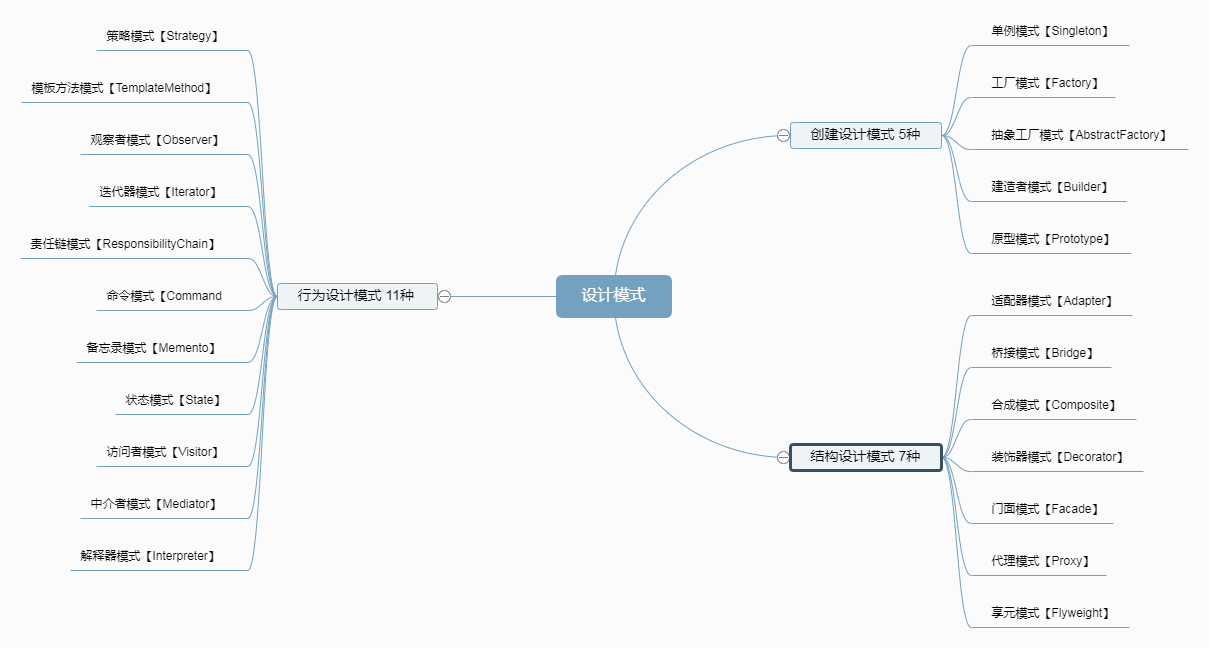 设计模式
创建设计模式 5种
单例模式【Singleton】
工厂模式【Factory】
抽象工厂模式【AbstractFactory】
建造者模式【Builder】
原型模式【Prototype】
结构设计模式 7种
适配器模式【Adapter】
桥接模式【Bridge】
合成模式【Composite】
装饰器模式【Decorator】
门面模式【Facade】
代理模式【Proxy】
享元模式【Flyweight】
行为设计模式 11种
策略模式【Strategy】
模板方法模式【TemplateMethod】
观察者模式【Observer】
迭代器模式【Iterator】
责任链模式【ResponsibilityChain】
命令模式【Command
备忘录模式【Memento】
状态模式【State】
访问者模式【Visitor】
中介者模式【Mediator】
解释器模式【Interpreter】